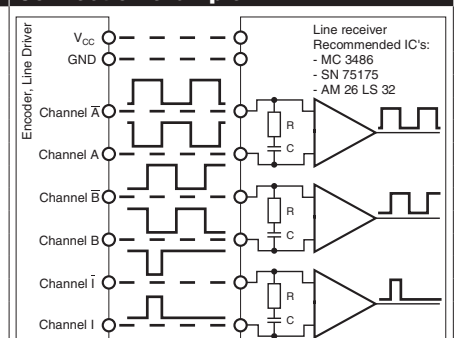 Encoder, Line Driver
V_CC
GND
Channel A̅
Channel A
Channel B̅
Channel B
Channel I̅
Channel I
Line receiver
Recommended IC's:
- MC 3486
- SN 75175
- AM 26 LS 32
R
C
R
C
R
C